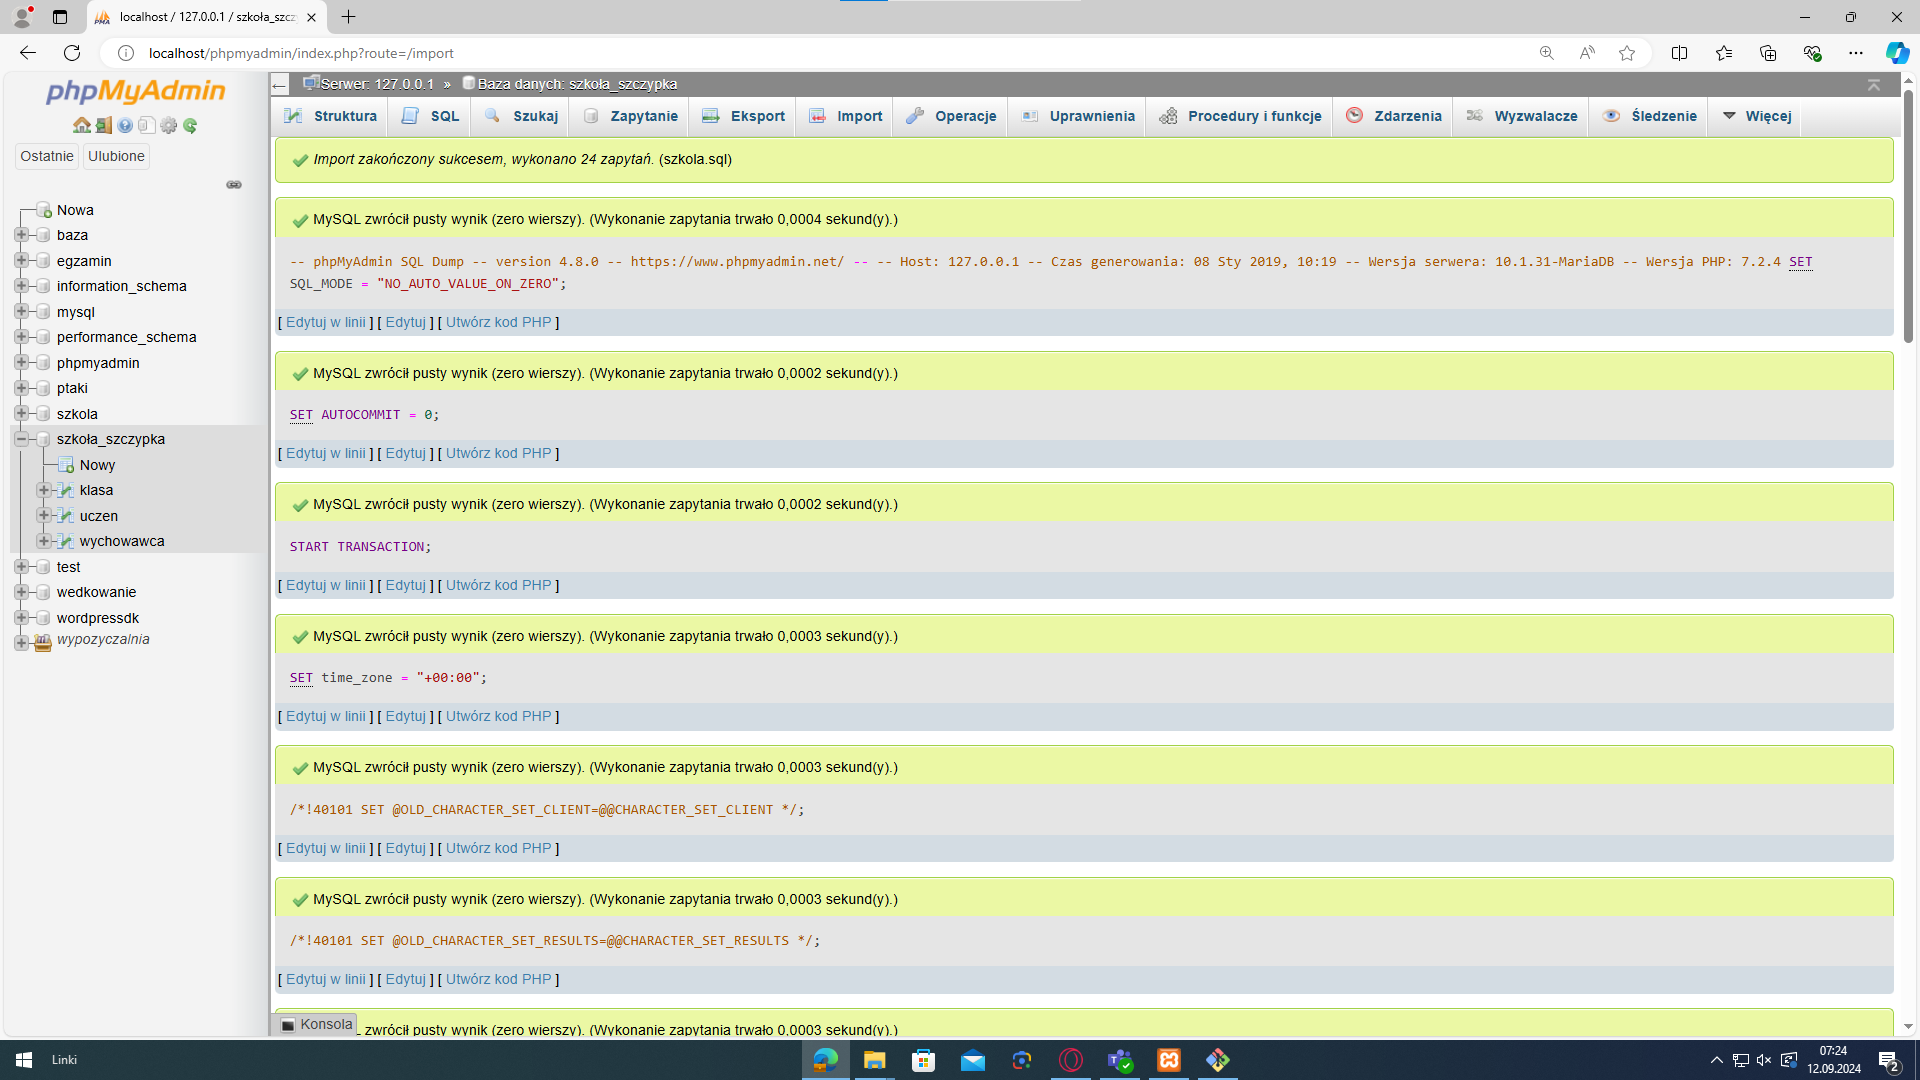 localhost / 127.0.0.1 / szkoła_szcz
localhost/phpmyadmin/index.php?route=/import
phpMyAdmin
Ostatnie Ulubione
Nowa
baza
egzamin
information_schema
mysql
performance_schema
phpmyadmin
ptaki
szkola
szkoła_szczypka
Nowy
klasa
uczen
wychowawca
test
wedkowanie
wordpressdk
wypozyczalnia
Serwer: 127.0.0.1 » Baza danych: szkoła_szczypka
Struktura SQL Szukaj Zapytanie Eksport Import Operacje Uprawnienia Procedury i funkcje Zdarzenia Wyzwalacze Śledzenie Więcej
Import zakończony sukcesem, wykonano 24 zapytań. (szkola.sql)
MySQL zwrócił pusty wynik (zero wierszy). (Wykonanie zapytania trwało 0,0004 sekund(y).)
-- phpMyAdmin SQL Dump -- version 4.8.0 -- https://www.phpmyadmin.net/ -- -- Host: 127.0.0.1 -- Czas generowania: 08 Sty 2019, 10:19 -- Wersja serwera: 10.1.31-MariaDB -- Wersja PHP: 7.2.4 SET
SQL_MODE = "NO_AUTO_VALUE_ON_ZERO";
[ Edytuj w linii ] [ Edytuj ] [ Utwórz kod PHP ]
MySQL zwrócił pusty wynik (zero wierszy). (Wykonanie zapytania trwało 0,0002 sekund(y).)
SET AUTOCOMMIT = 0;
[ Edytuj w linii ] [ Edytuj ] [ Utwórz kod PHP ]
MySQL zwrócił pusty wynik (zero wierszy). (Wykonanie zapytania trwało 0,0002 sekund(y).)
START TRANSACTION;
[ Edytuj w linii ] [ Edytuj ] [ Utwórz kod PHP ]
MySQL zwrócił pusty wynik (zero wierszy). (Wykonanie zapytania trwało 0,0003 sekund(y).)
SET time_zone = "+00:00";
[ Edytuj w linii ] [ Edytuj ] [ Utwórz kod PHP ]
MySQL zwrócił pusty wynik (zero wierszy). (Wykonanie zapytania trwało 0,0003 sekund(y).)
/*!40101 SET @OLD_CHARACTER_SET_CLIENT=@@CHARACTER_SET_CLIENT */;
[ Edytuj w linii ] [ Edytuj ] [ Utwórz kod PHP ]
MySQL zwrócił pusty wynik (zero wierszy). (Wykonanie zapytania trwało 0,0003 sekund(y).)
/*!40101 SET @OLD_CHARACTER_SET_RESULTS=@@CHARACTER_SET_RESULTS */;
[ Edytuj w linii ] [ Edytuj ] [ Utwórz kod PHP ]
Konsola
L zwrócił pusty wynik (zero wierszy). (Wykonanie zapytania trwało 0,0003 sekund(y).)
Linki
07:24
12.09.2024
2